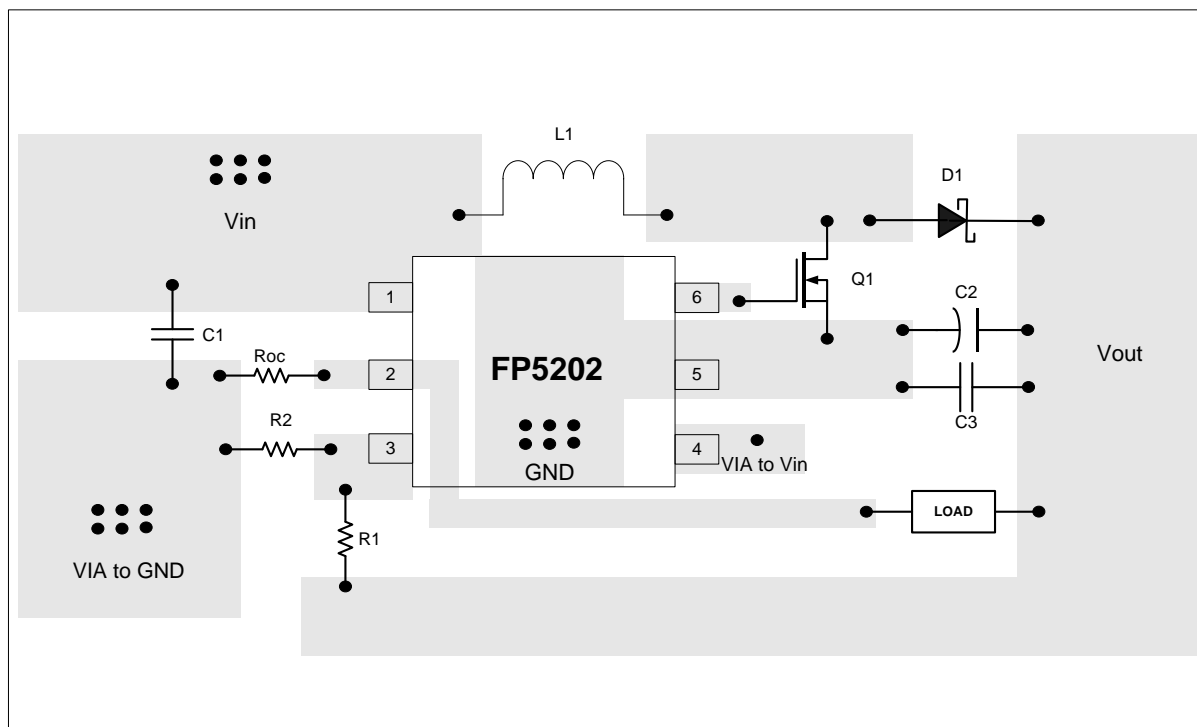 L1
D1
Vin
1
6
Q1
C2
C1
Vout
Roc
2
FP5202
5
C3
R2
3
GND
4
VIA to Vin
LOAD
R1
VIA to GND